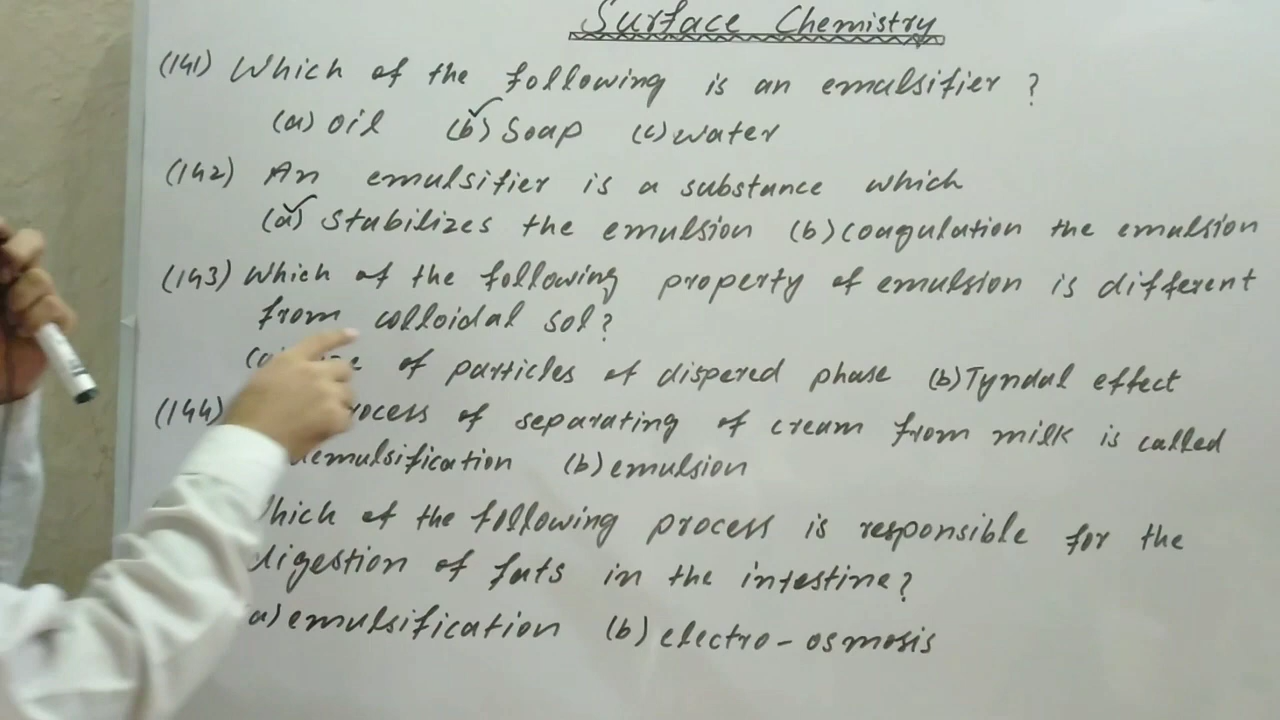 Surface Chemistry
(141) Which of the following is an emulsifier ?
(a) oil (b) Soap (c) water
(142) An emulsifier is a substance which
(a) stabilizes the emulsion (b) coagulation the emulsion
(143) Which of the following property of emulsion is different
from colloidal sol?
of particles of dispered phase (b) Tyndal effect
(144) of separating of cream from milk is called
demulsification (b) emulsion
of the following process is responsible for the
digestion of fats in the intestine?
a) emulsification (b) electro-osmosis